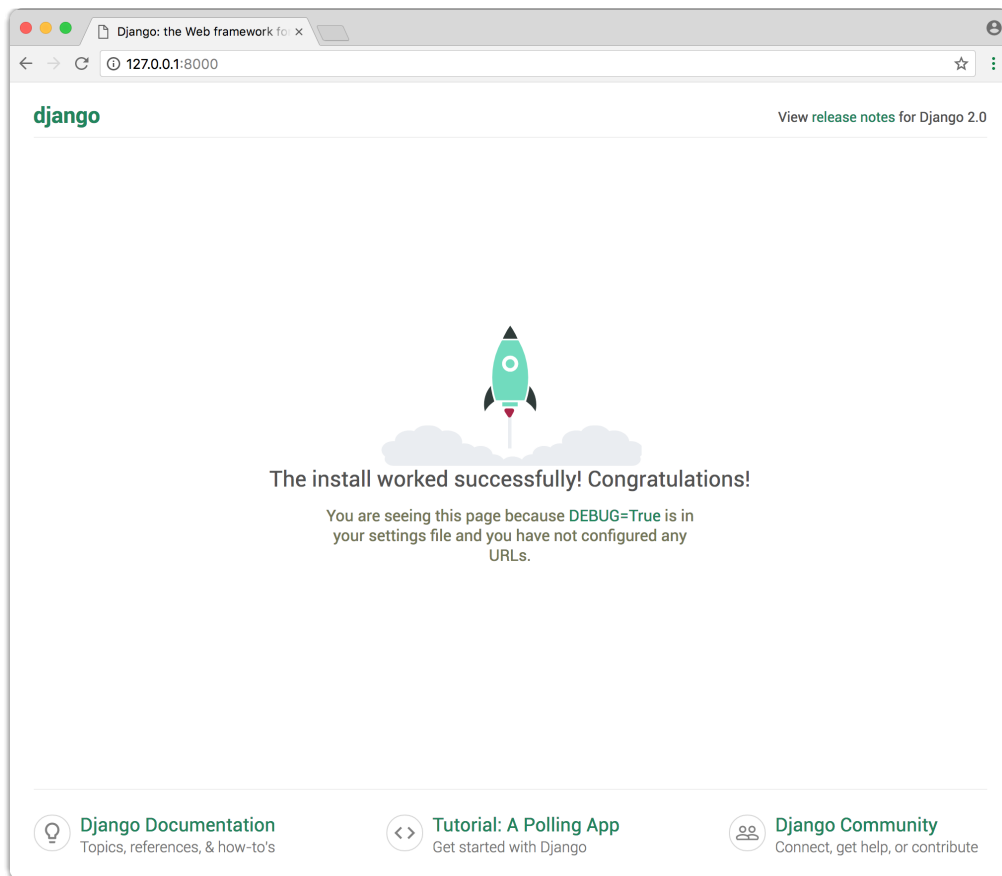 Django: the Web framework fo
127.0.0.1:8000
django
View release notes for Django 2.0
The install worked successfully! Congratulations!
You are seeing this page because DEBUG=True is in
your settings file and you have not configured any
URLs.
Django Documentation
Topics, references, & how-to's
Tutorial: A Polling App
Get started with Django
Django Community
Connect, get help, or contribute